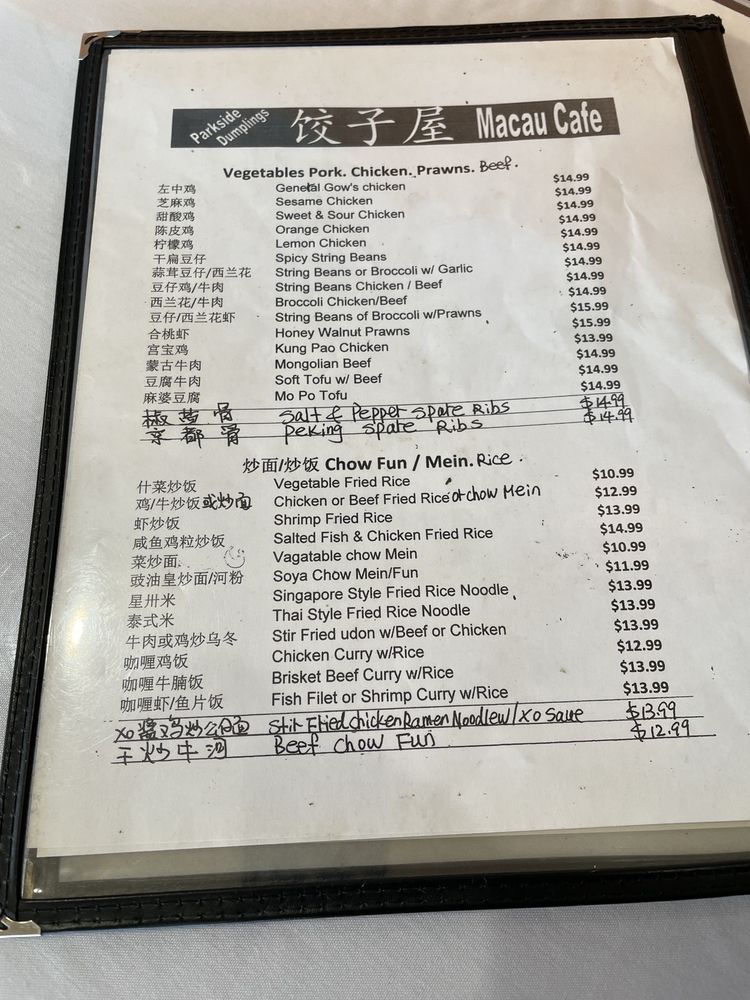 Parkside Dumplings 饺子屋 Macau Cafe
Vegetables Pork. Chicken. Prawns. Beef.
左中鸡 General Gow's chicken $14.99
芝麻鸡 Sesame Chicken $14.99
甜酸鸡 Sweet & Sour Chicken $14.99
陈皮鸡 Orange Chicken $14.99
柠檬鸡 Lemon Chicken $14.99
干扁豆仔 Spicy String Beans $14.99
蒜茸豆仔/西兰花 String Beans or Broccoli w/ Garlic $14.99
豆仔鸡/牛肉 String Beans Chicken / Beef $14.99
西兰花/牛肉 Broccoli Chicken/Beef $14.99
豆仔/西兰花虾 String Beans of Broccoli w/Prawns $15.99
合桃虾 Honey Walnut Prawns $15.99
宫宝鸡 Kung Pao Chicken $13.99
蒙古牛肉 Mongolian Beef $14.99
豆腐牛肉 Soft Tofu w/ Beef $14.99
麻婆豆腐 Mo Po Tofu $14.99
椒 骨 Salt & Pepper Spare Ribs $14.99
京都骨 Peking Spare Ribs $14.99
炒面/炒饭 Chow Fun / Mein. Rice.
什菜炒饭 Vegetable Fried Rice $10.99
鸡/牛炒饭或炒面 Chicken or Beef Fried Rice or chow Mein $12.99
虾炒饭 Shrimp Fried Rice $13.99
咸鱼鸡粒炒饭 Salted Fish & Chicken Fried Rice $14.99
菜炒面 Vagatable chow Mein $10.99
豉油皇炒面/河粉 Soya Chow Mein/Fun $11.99
星卅米 Singapore Style Fried Rice Noodle $13.99
泰式米 Thai Style Fried Rice Noodle $13.99
牛肉或鸡炒乌冬 Stir Fried udon w/Beef or Chicken $13.99
咖喱鸡饭 Chicken Curry w/Rice $12.99
咖喱牛腩饭 Brisket Beef Curry w/Rice $13.99
咖喱虾/鱼片饭 Fish Filet or Shrimp Curry w/Rice $13.99
XO酱鸡炒公仔面 Stir Fried chicken Ramen Noodle w/ XO Saue $13.99
干炒牛河 Beef Chow Fun $12.99